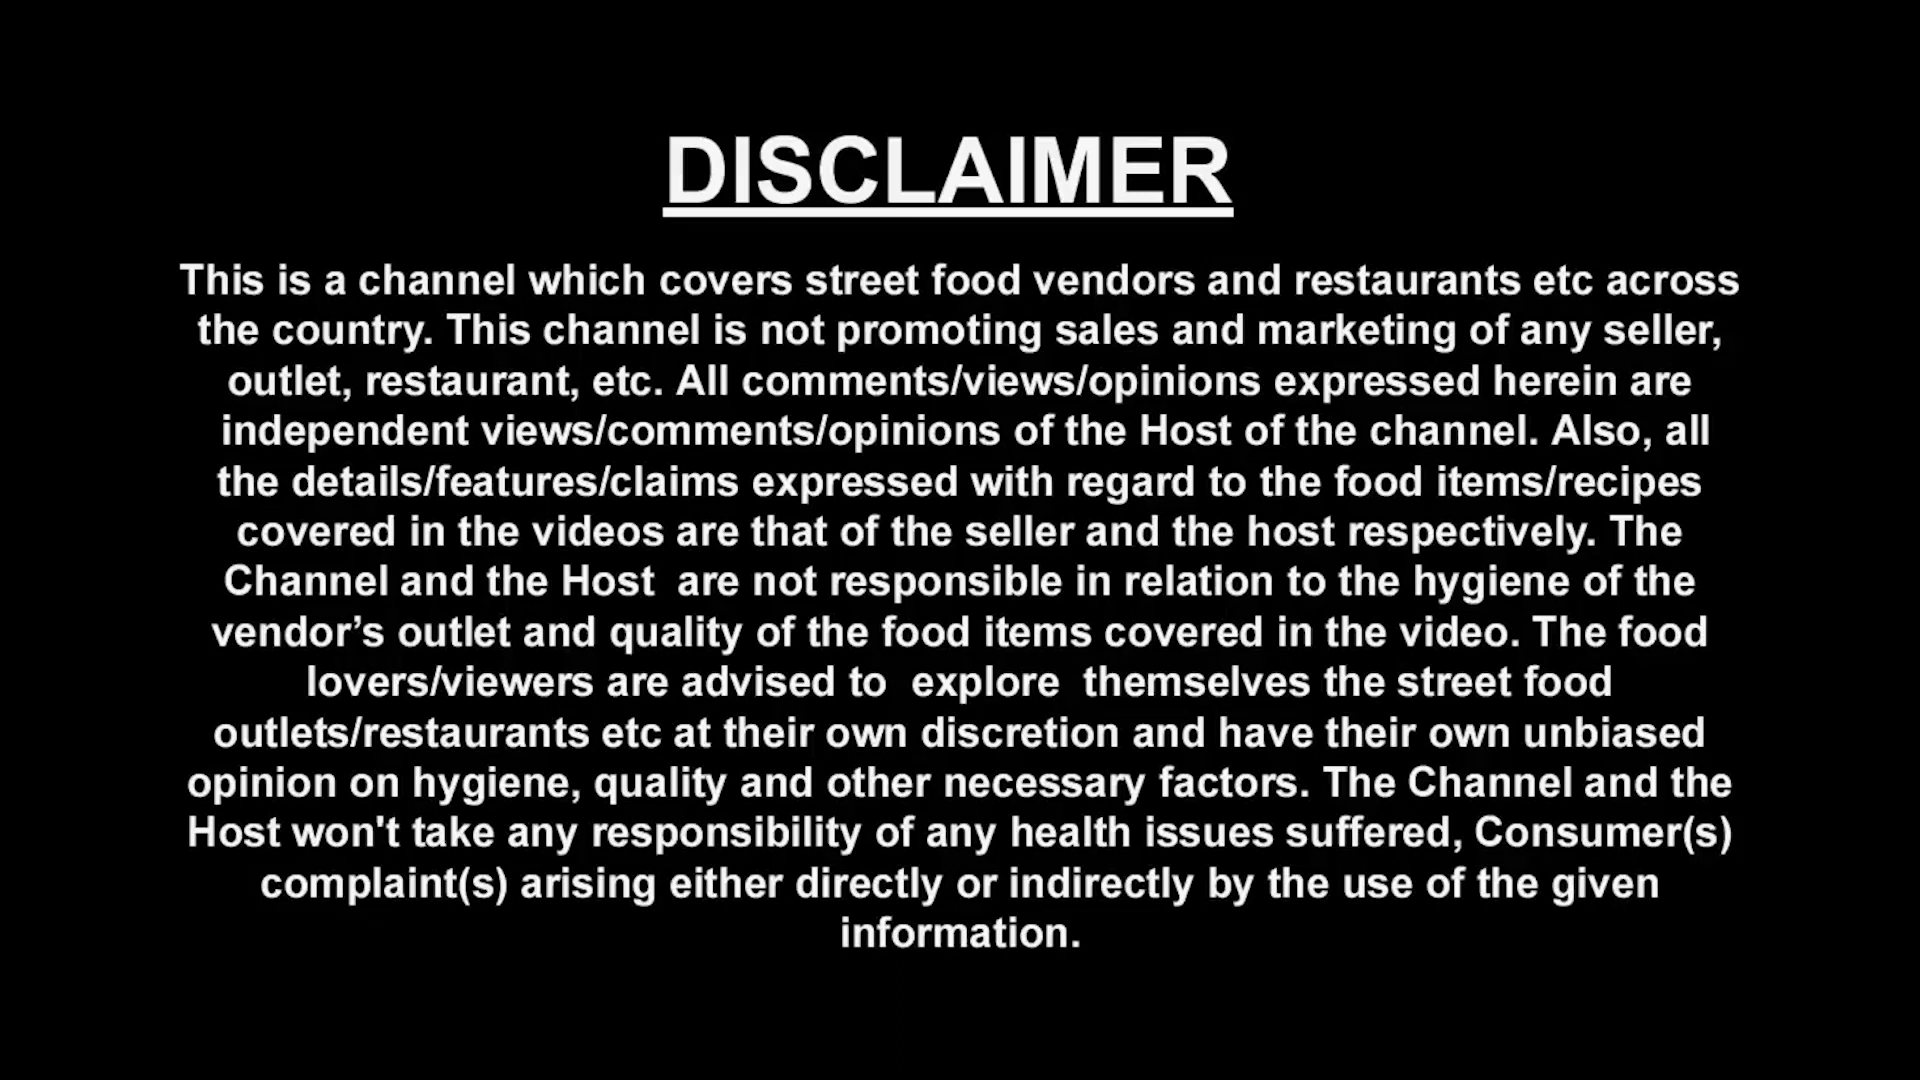 DISCLAIMER
This is a channel which covers street food vendors and restaurants etc across
the country. This channel is not promoting sales and marketing of any seller,
outlet, restaurant, etc. All comments/views/opinions expressed herein are
independent views/comments/opinions of the Host of the channel. Also, all
the details/features/claims expressed with regard to the food items/recipes
covered in the videos are that of the seller and the host respectively. The
Channel and the Host  are not responsible in relation to the hygiene of the
vendor’s outlet and quality of the food items covered in the video. The food
lovers/viewers are advised to  explore  themselves the street food
outlets/restaurants etc at their own discretion and have their own unbiased
opinion on hygiene, quality and other necessary factors. The Channel and the
Host won't take any responsibility of any health issues suffered, Consumer(s)
complaint(s) arising either directly or indirectly by the use of the given
information.